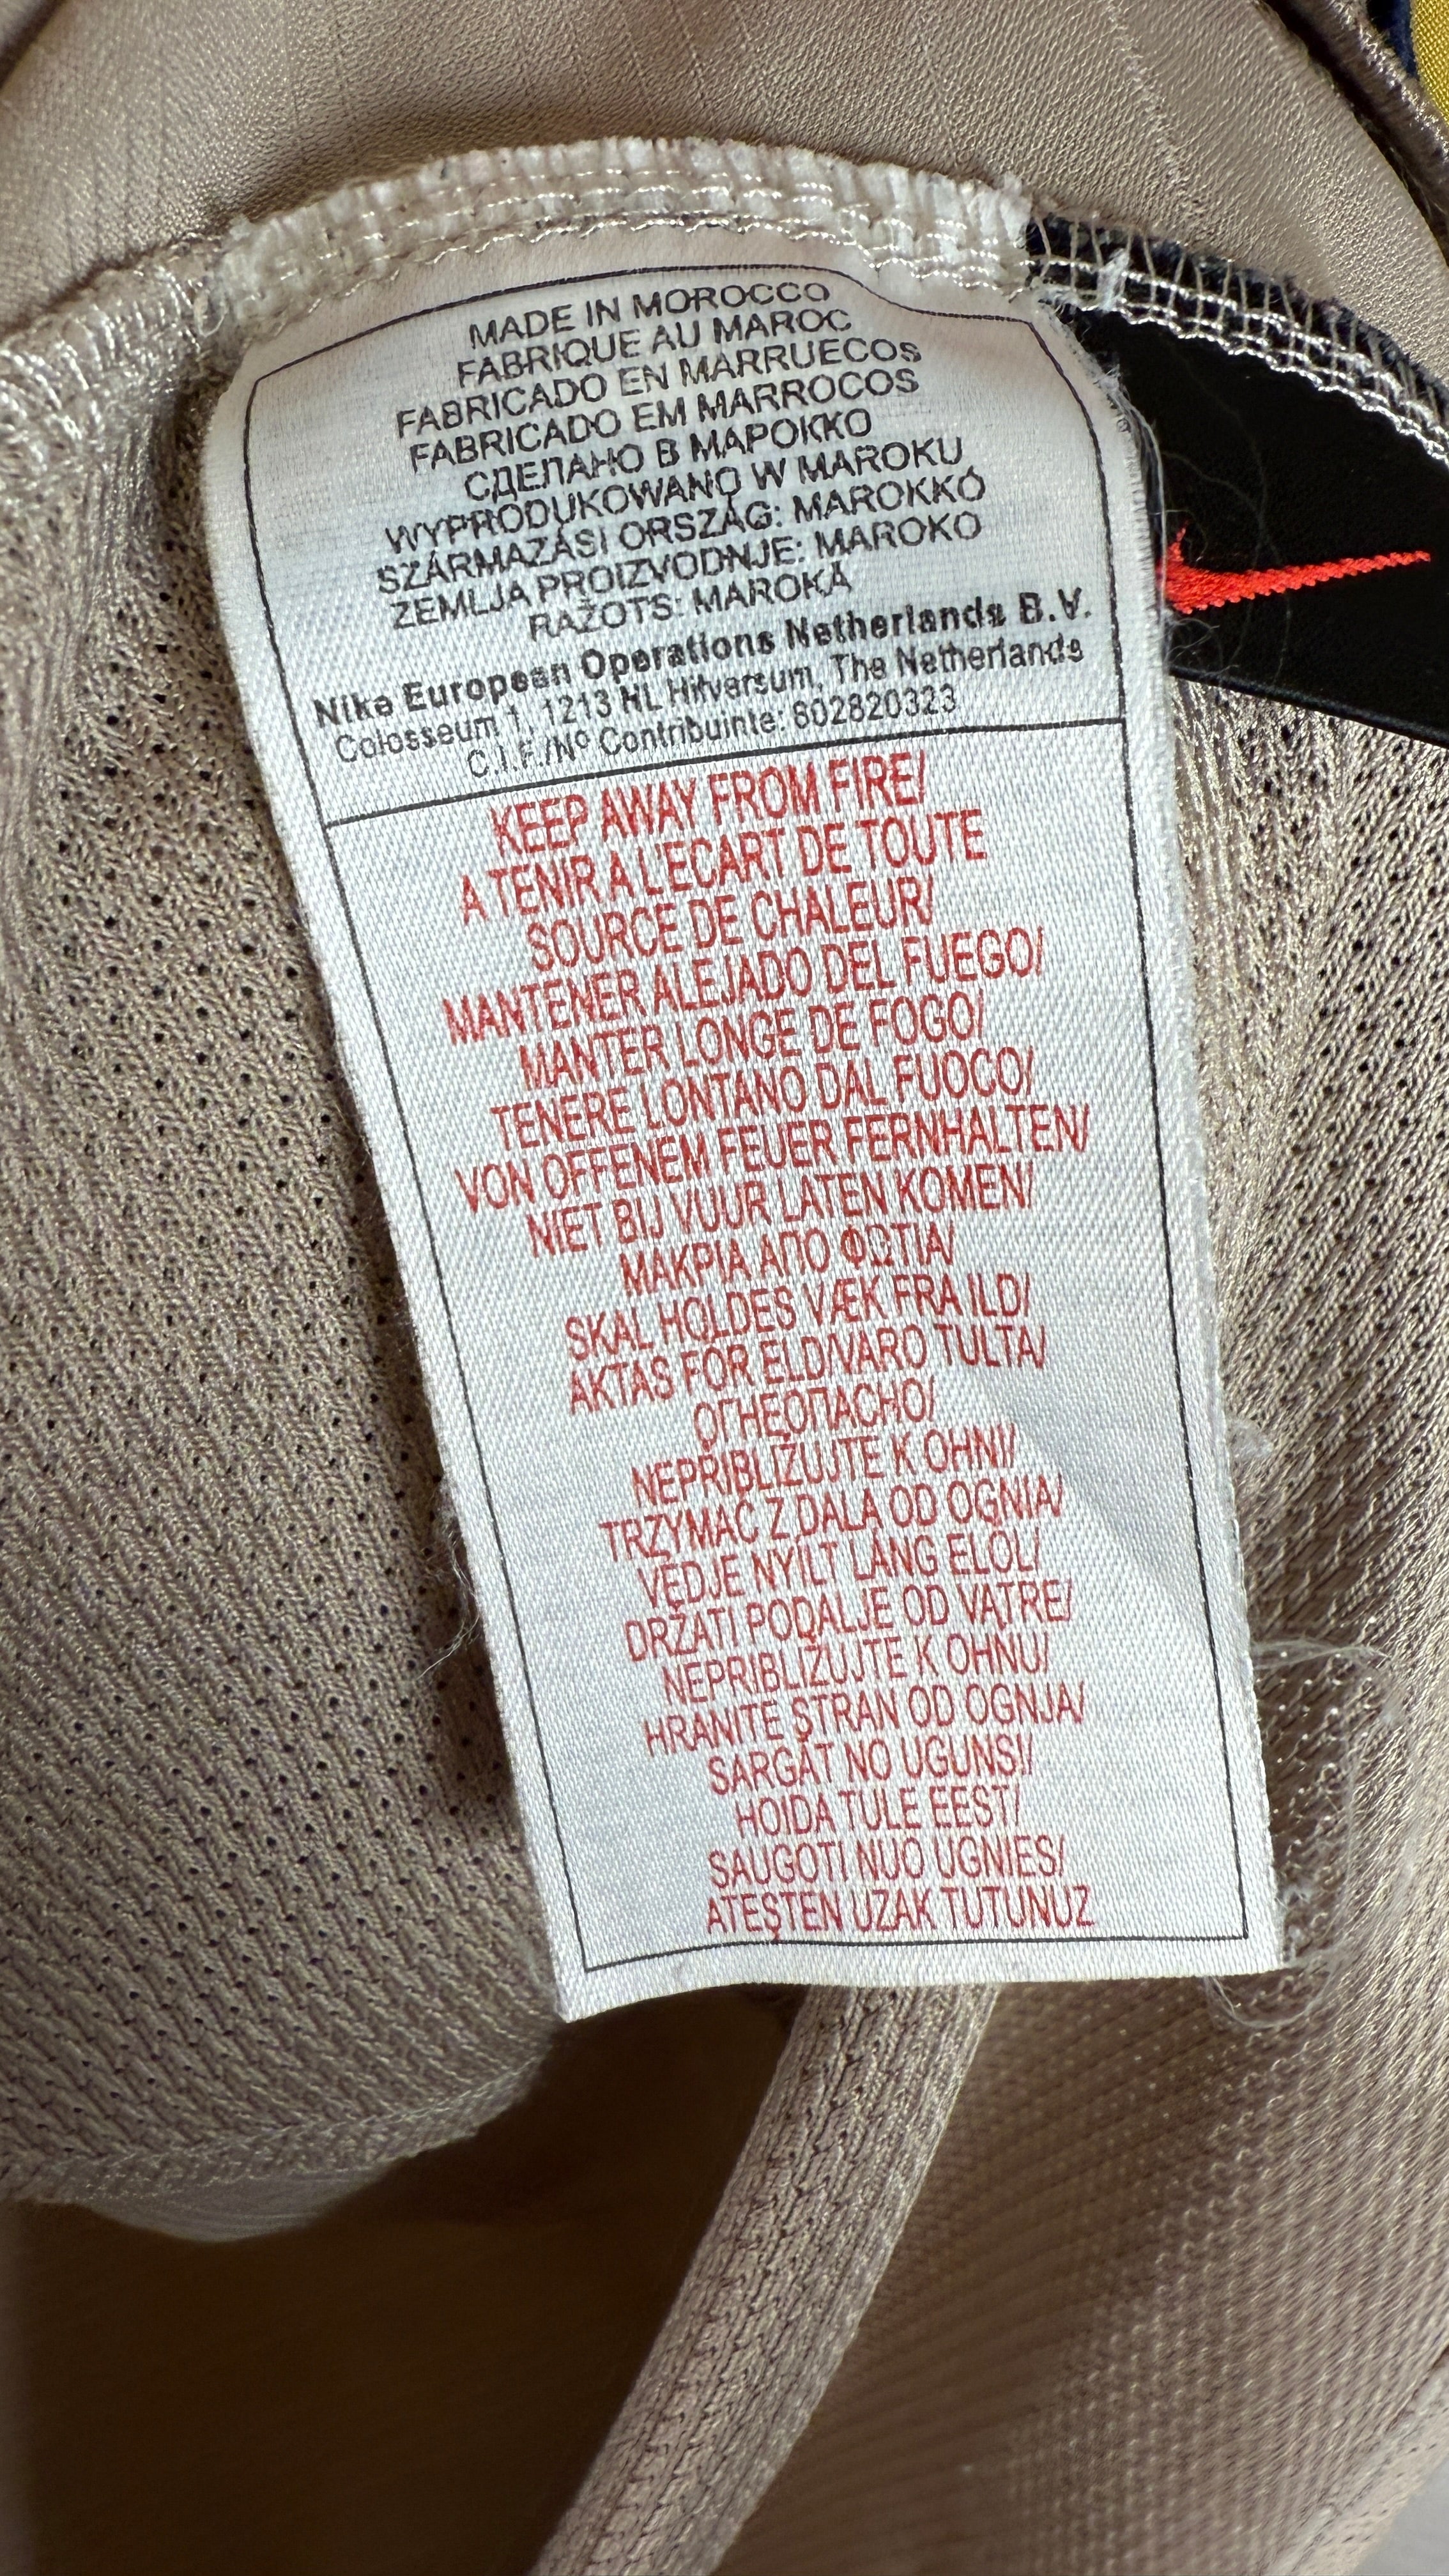 MADE IN MOROCCO
FABRIQUE AU MAROC
FABRICADO EN MARRUECOS
FABRICADO EM MARROCOS
СДЕЛАНО В МАРОККО
WYPRODUKOWANO W MAROKU
SZÁRMAZÁSI ORSZÁG: MAROKKÓ
ZEMLJA PROIZVODNJE: MAROKO
RAŽOTS: MAROKĀ
Nike European Operations Netherlands B.V.
Colosseum 1, 1213 NL Hilversum, The Netherlands
C.I.F./Nº Contribuinte: 802820323
KEEP AWAY FROM FIRE/
A TENIR A L'ECART DE TOUTE
SOURCE DE CHALEUR/
MANTENER ALEJADO DEL FUEGO/
MANTER LONGE DE FOGO/
TENERE LONTANO DAL FUOCO/
VON OFFENEM FEUER FERNHALTEN/
NIET BIJ VUUR LATEN KOMEN/
ΜΑΚΡΙΑ ΑΠΟ ΦΩΤΙΑ/
SKAL HOLDES VÆK FRA ILD/
AKTAS FOR ELD/VARO TULTA/
ОГНЕОПАСНО/
NEPŘIBLIŽUJTE K OHNI/
TRZYMAĆ Z DALA OD OGNIA/
VÉDJE NYÍLT LÁNG ELŐL/
DRŽATI PODALJE OD VATRE/
NEPRIBLIŽUJTE K OHNU/
HRANITE STRAN OD OGNJA/
SARGĀT NO UGUNS!/
HOIDA TULE EEST/
SAUGOTI NUO UGNIES/
ATEŞTEN UZAK TUTUNUZ